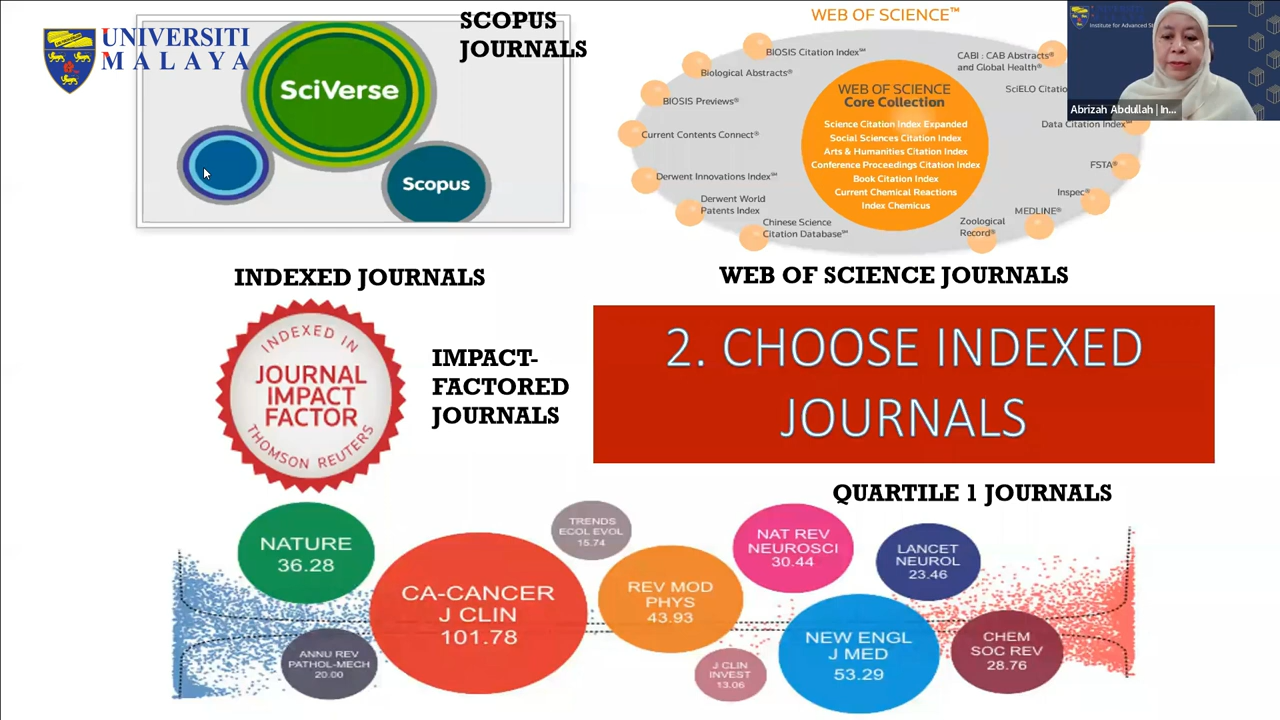 UNIVERSITI
MALAYA
SciVerse
Scopus
SCOPUS
JOURNALS
WEB OF SCIENCE™
BIOSIS Citation Index℠
Biological Abstracts®
BIOSIS Previews®
Current Contents Connect®
Derwent Innovations Index℠
Derwent World
Patents Index
Chinese Science
Citation Database℠
WEB OF SCIENCE
Core Collection
Science Citation Index Expanded
Social Sciences Citation Index
Arts & Humanities Citation Index
Conference Proceedings Citation Index
Book Citation Index
Current Chemical Reactions
Index Chemicus
CABI : CAB Abstracts®
and Global Health®
SciELO Citatio
Data Citation Index℠
FSTA®
Inspec®
MEDLINE®
Zoological
Record®
Institute for Advanced St
Abrizah Abdullah | In...
INDEXED JOURNALS
WEB OF SCIENCE JOURNALS
INDEXED IN
JOURNAL
IMPACT
FACTOR
THOMSON REUTERS
IMPACT-
FACTORED
JOURNALS
2. CHOOSE INDEXED
JOURNALS
QUARTILE 1 JOURNALS
NATURE
36.28
ANNU REV
PATHOL-MECH
20.00
CA-CANCER
J CLIN
101.78
TRENDS
ECOL EVOL
15.74
REV MOD
PHYS
43.93
J CLIN
INVEST
13.06
NAT REV
NEUROSCI
30.44
NEW ENGL
J MED
53.29
LANCET
NEUROL
23.46
CHEM
SOC REV
28.76